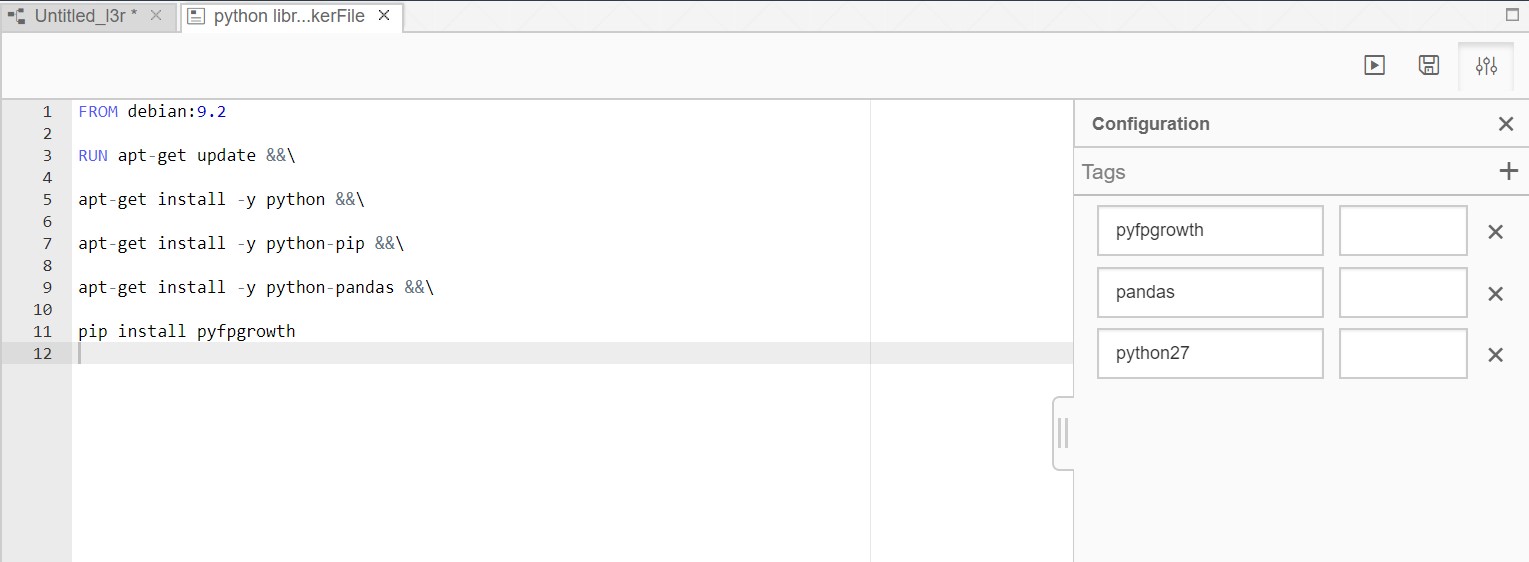 Untitled_l3r *
python libr...kerFile
1 FROM debian:9.2
2
3 RUN apt-get update &&\
4
5 apt-get install -y python &&\
6
7 apt-get install -y python-pip &&\
8
9 apt-get install -y python-pandas &&\
10
11 pip install pyfpgrowth
12
Configuration
Tags
pyfpgrowth
pandas
python27